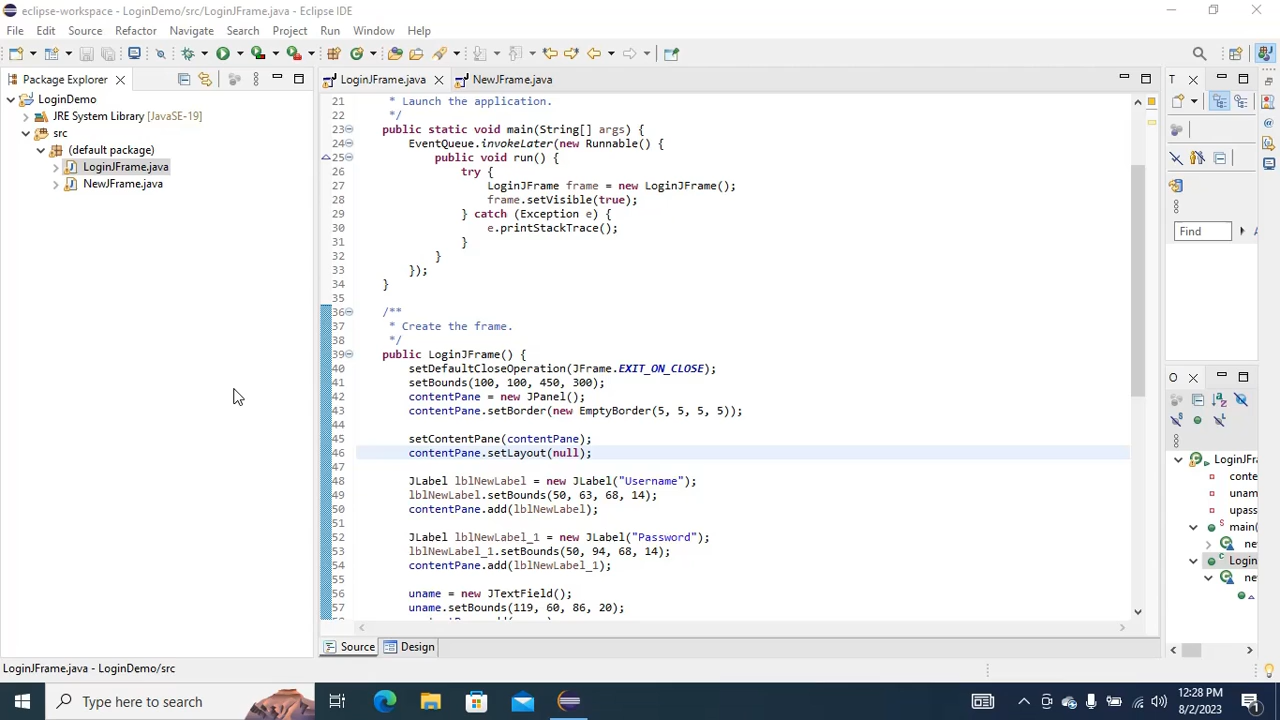 eclipse-workspace - LoginDemo/src/LoginJFrame.java - Eclipse IDE
File Edit Source Refactor Navigate Search Project Run Window Help
Package Explorer
LoginDemo
JRE System Library [JavaSE-19]
src
(default package)
LoginJFrame.java
NewJFrame.java
LoginJFrame.java NewJFrame.java
21 * Launch the application.
22 */
23 public static void main(String[] args) {
24 EventQueue.invokeLater(new Runnable() {
25 public void run() {
26 try {
27 LoginJFrame frame = new LoginJFrame();
28 frame.setVisible(true);
29 } catch (Exception e) {
30 e.printStackTrace();
31 }
32 }
33 });
34 }
35
36 /**
37 * Create the frame.
38 */
39 public LoginJFrame() {
40 setDefaultCloseOperation(JFrame.EXIT_ON_CLOSE);
41 setBounds(100, 100, 450, 300);
42 contentPane = new JPanel();
43 contentPane.setBorder(new EmptyBorder(5, 5, 5, 5));
44
45 setContentPane(contentPane);
46 contentPane.setLayout(null);
47
48 JLabel lblNewLabel = new JLabel("Username");
49 lblNewLabel.setBounds(50, 63, 68, 14);
50 contentPane.add(lblNewLabel);
51
52 JLabel lblNewLabel_1 = new JLabel("Password");
53 lblNewLabel_1.setBounds(50, 94, 68, 14);
54 contentPane.add(lblNewLabel_1);
55
56 uname = new JTextField();
57 uname.setBounds(119, 60, 86, 20);
Source Design
T
Find
A
O
LoginJFr
conte
unam
upass
main(
ne
Login
ne
LoginJFrame.java - LoginDemo/src
Type here to search
12:28 PM
8/2/2023
1